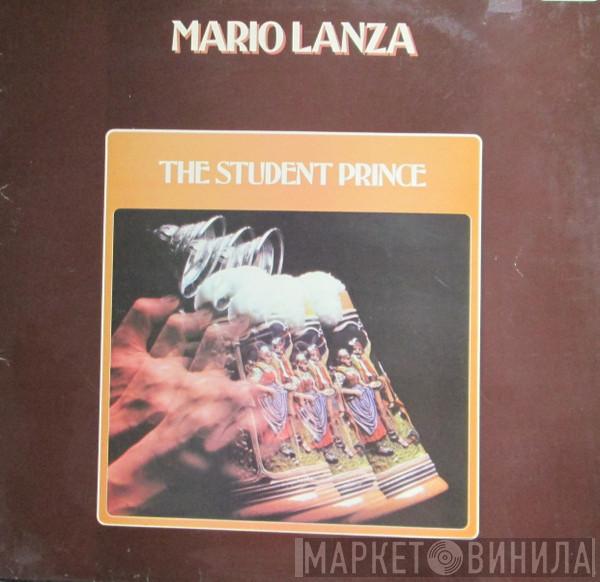 MARIO LANZA
THE STUDENT PRINCE
МАРКЕТ ВИНИЛА